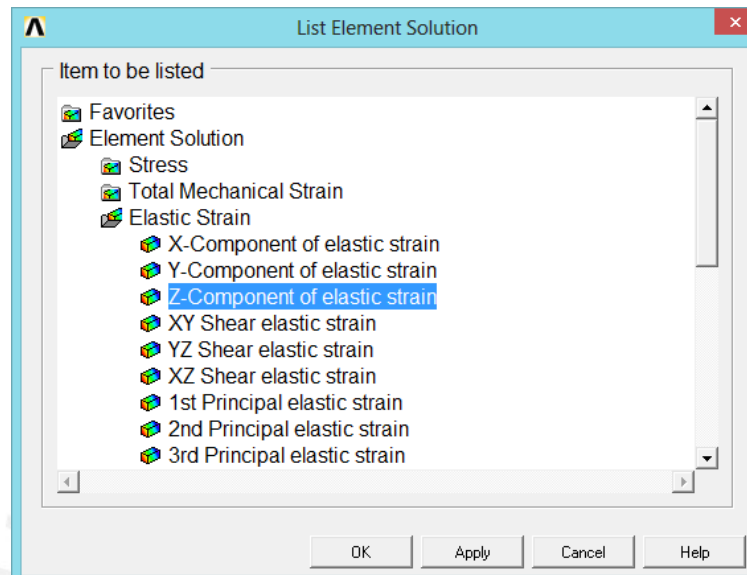 List Element Solution
Item to be listed
Favorites
Element Solution
Stress
Total Mechanical Strain
Elastic Strain
X-Component of elastic strain
Y-Component of elastic strain
Z-Component of elastic strain
XY Shear elastic strain
YZ Shear elastic strain
XZ Shear elastic strain
1st Principal elastic strain
2nd Principal elastic strain
3rd Principal elastic strain
OK Apply Cancel Help